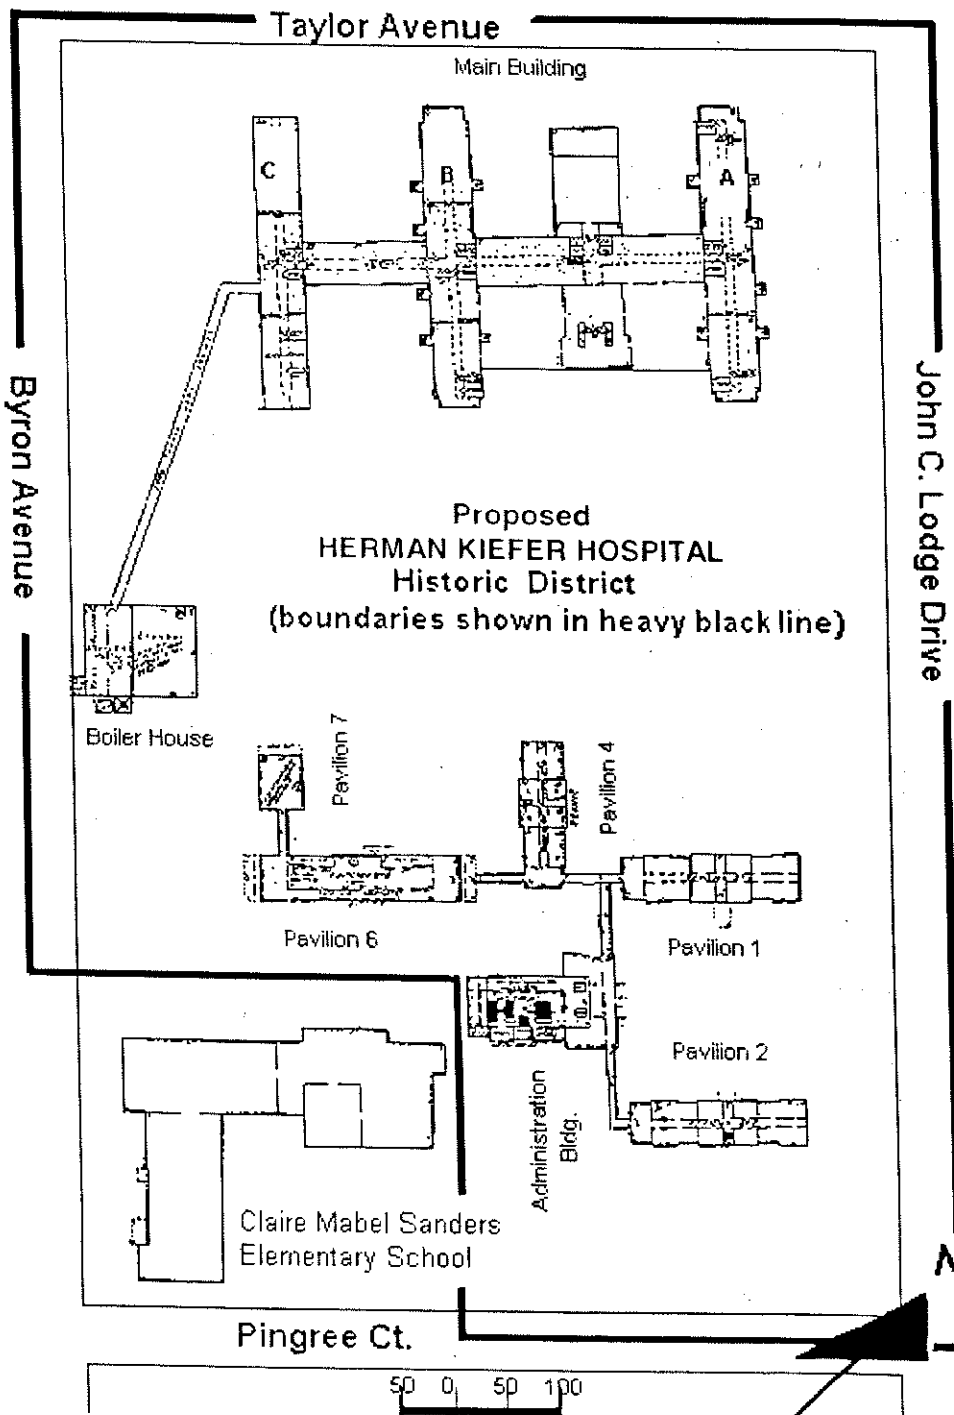 Taylor Avenue
Main Building
C
B
A
Byron Avenue
John C. Lodge Drive
Proposed
HERMAN KIEFER HOSPITAL
Historic District
(boundaries shown in heavy black line)
Boiler House
Pavilion 7
Pavilion 4
Pavilion 6
Pavilion 1
Administration
Bldg.
Pavilion 2
Claire Mabel Sanders
Elementary School
Pingree Ct.
50 0 50 100